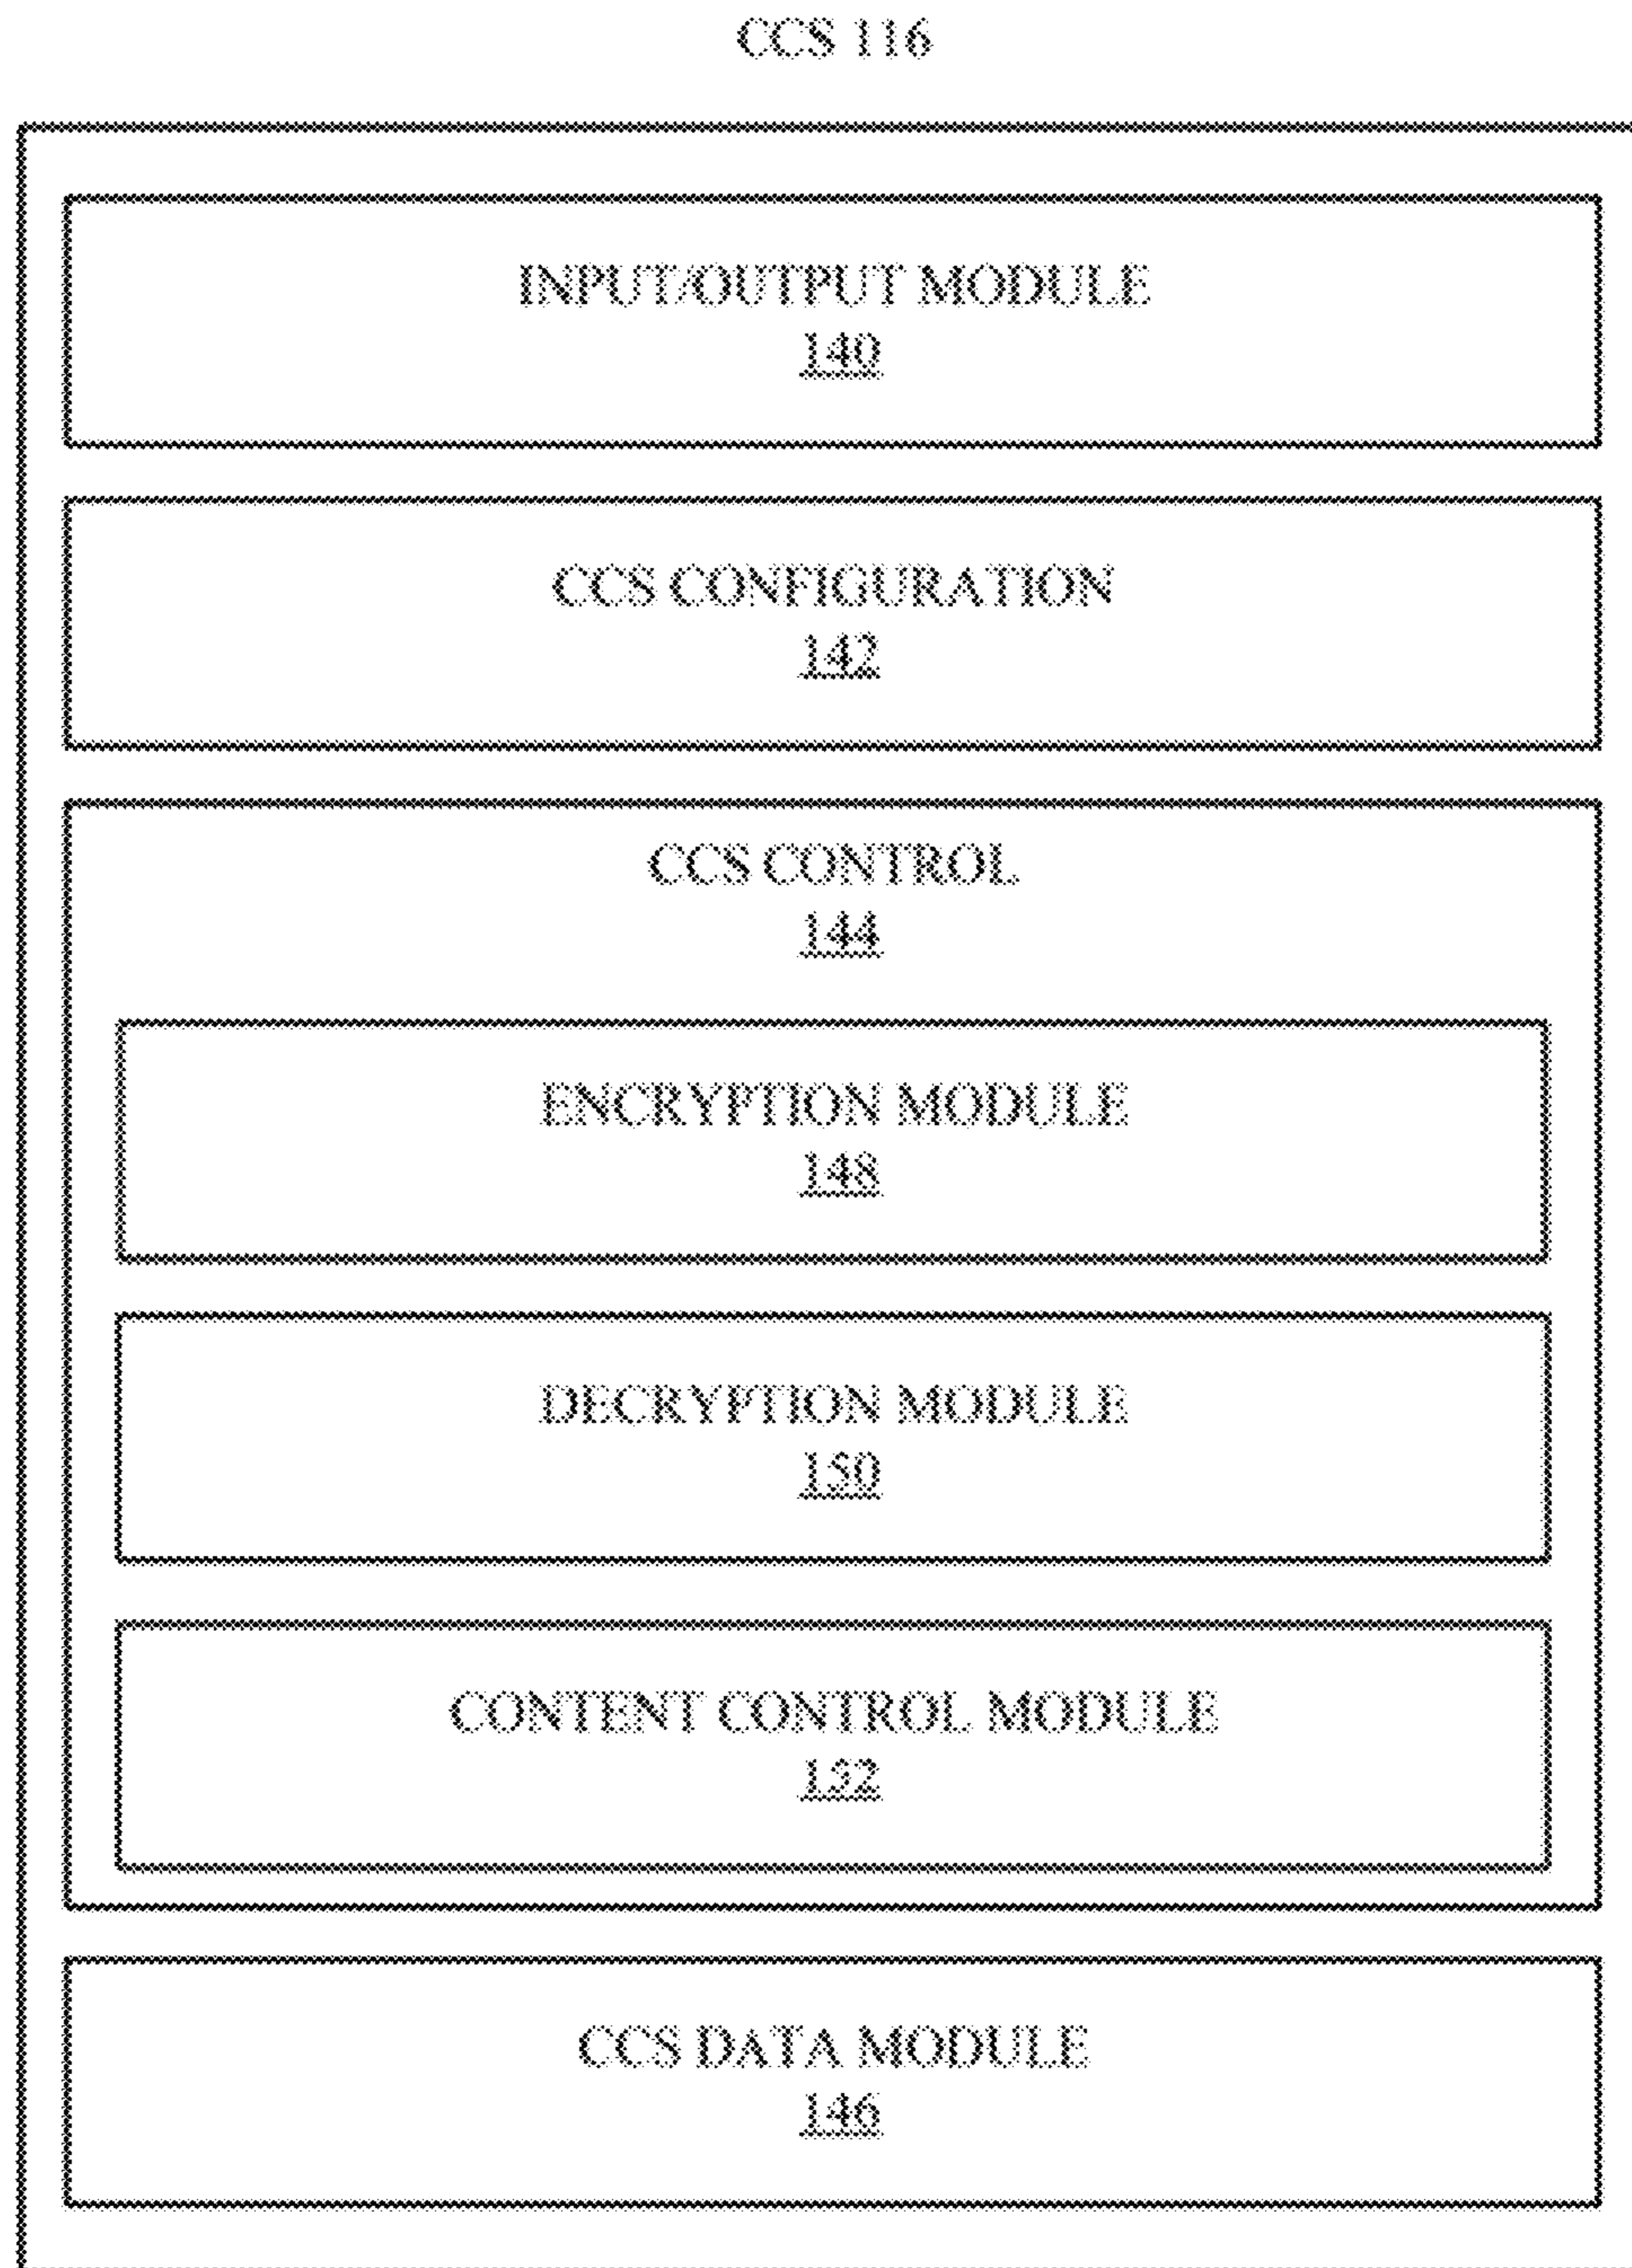 CCS 116
INPUT/OUTPUT MODULE
140
CCS CONFIGURATION
142
CCS CONTROL
144
ENCRYPTION MODULE
148
DECRYPTION MODULE
150
CONTENT CONTROL MODULE
152
CCS DATA MODULE
146